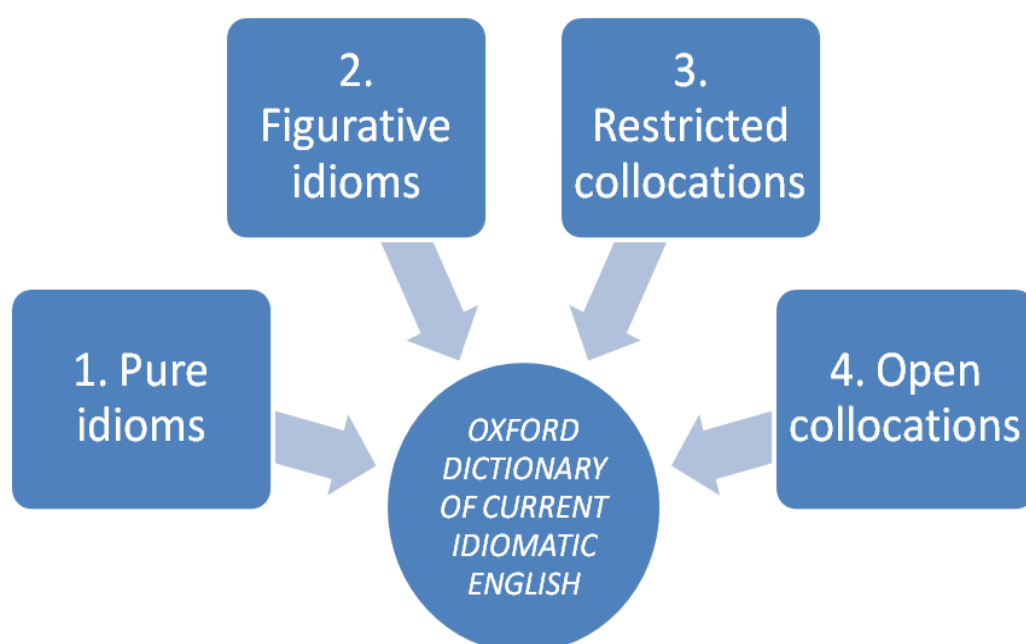 1. Pure
idioms
2.
Figurative
idioms
3.
Restricted
collocations
4. Open
collocations
OXFORD
DICTIONARY
OF CURRENT
IDIOMATIC
ENGLISH